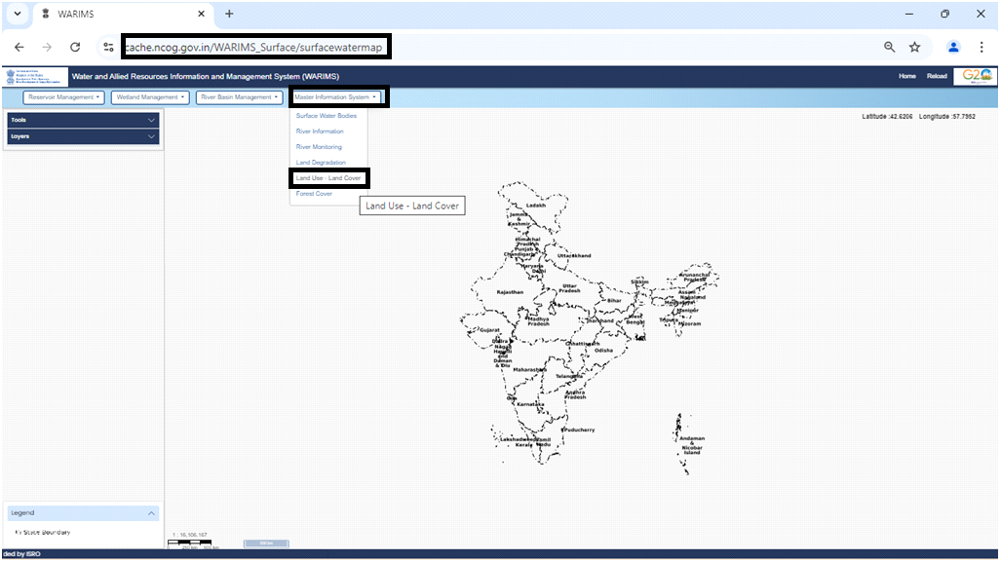 WARIMS
cache.ncog.gov.in/WARIMS_Surface/surfacewatermap
Water and Allied Resources Information and Management System (WARIMS)
Home Reload
G20
Reservoir Management
Wetland Management
River Basin Management
Master Information System
Surface Water Bodies
River Information
River Monitoring
Land Degradation
Land Use - Land Cover
Forest Cover
Land Use - Land Cover
Tools
Layers
Latitude :42.6206 Longitude :57.7952
Ladakh
Jammu
&
Kashmir
Himachal
Pradesh
Punjab
Chandigarh
Uttarakhand
Haryana
Delhi
Arunanchal
Pradesh
Sikkim
Uttar
Pradesh
Rajasthan
Assam
Nagaland
Meghalaya
Bihar
Manipur
Madhya
Pradesh
Jharkhand
West
Bengal
Tripura
Mizoram
Gujarat
Chhattisgarh
Odisha
Dadra
Nagar
Haveli
and
Daman
& Diu
Maharashtra
Telangana
Andhra
Pradesh
Goa
Karnataka
Puducharry
Lakshadweep
Tamil
Nadu
Kerala
Andaman
&
Nicobar
Island
Legend
State Boundary
1 : 16,106,167
0 250 km 500 km
ded by ISRO